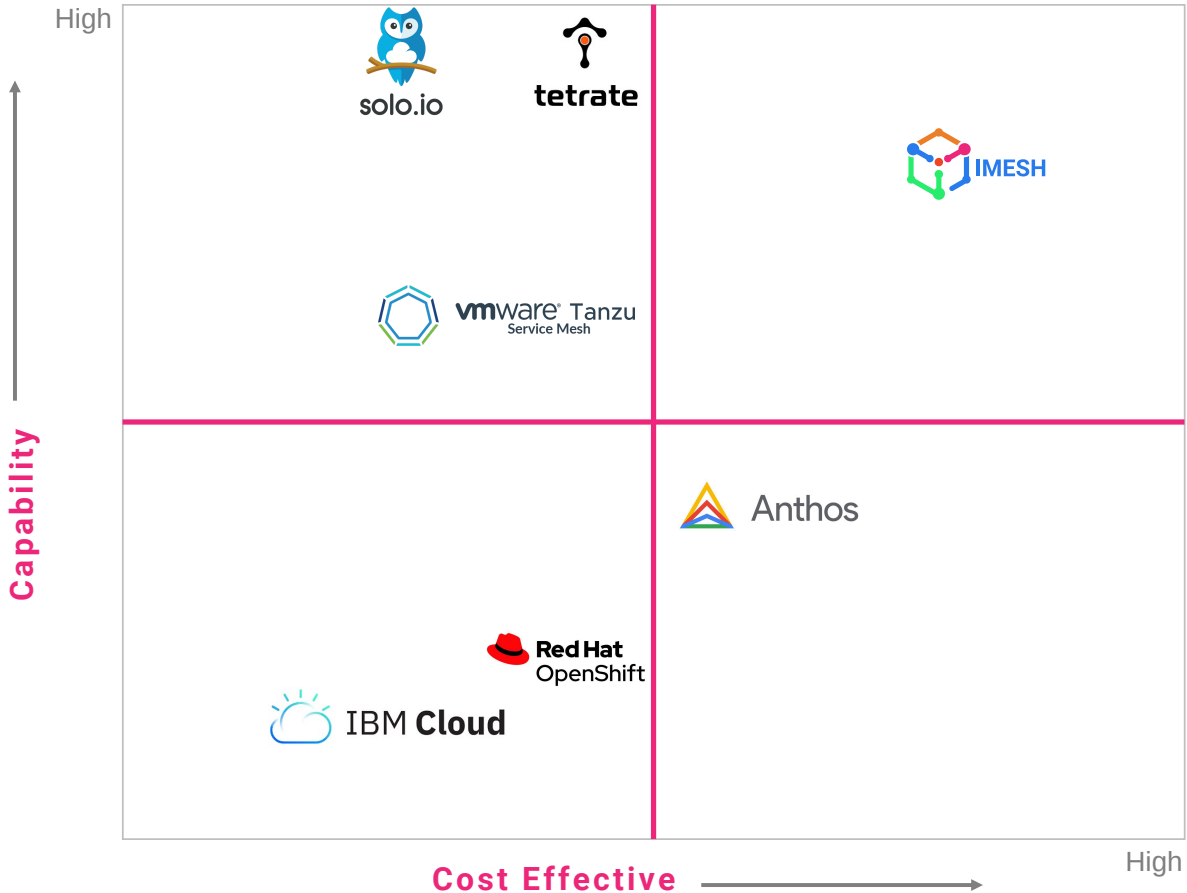 High
solo.io
tetrate
IMESH
vmware® Tanzu
Service Mesh
Capability
Anthos
Red Hat
OpenShift
IBM Cloud
High
Cost Effective